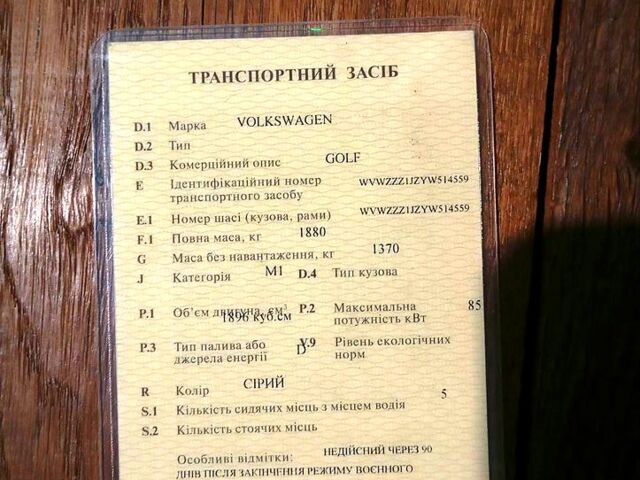 ТРАНСПОРТНИЙ ЗАСІБ
D.1 Марка VOLKSWAGEN
D.2 Тип
D.3 Комерційний опис GOLF
E Ідентифікаційний номер транспортного засобу WVWZZZ1JZYW514559
E.1 Номер шасі (кузова, рами) WVWZZZ1JZYW514559
F.1 Повна маса, кг 1880
G Маса без навантаження, кг 1370
J Категорія M1 D.4 Тип кузова
P.1 Об'єм двигуна, см³ 1896 куб.см P.2 Максимальна потужність кВт 85
P.3 Тип палива або джерела енергії D V.9 Рівень екологічних норм
R Колір СІРИЙ
S.1 Кількість сидячих місць з місцем водія 5
S.2 Кількість стоячих місць
Особливі відмітки: НЕДІЙСНИЙ ЧЕРЕЗ 90
ДНІВ ПІСЛЯ ЗАКІНЧЕННЯ РЕЖИМУ ВОЄННОГО